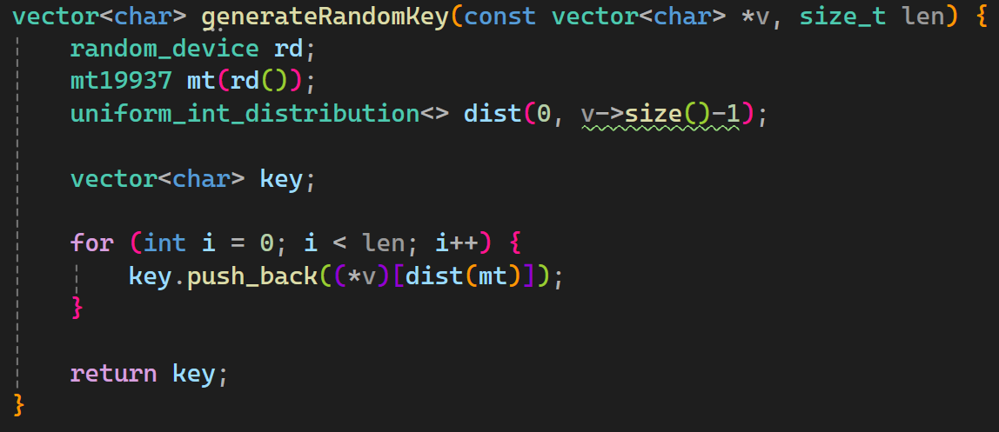 vector<char> generateRandomKey(const vector<char> *v, size_t len) {
    random_device rd;
    mt19937 mt(rd());
    uniform_int_distribution<> dist(0, v->size()-1);
    vector<char> key;
    for (int i = 0; i < len; i++) {
        key.push_back((*v)[dist(mt)]);
    }
    return key;
}